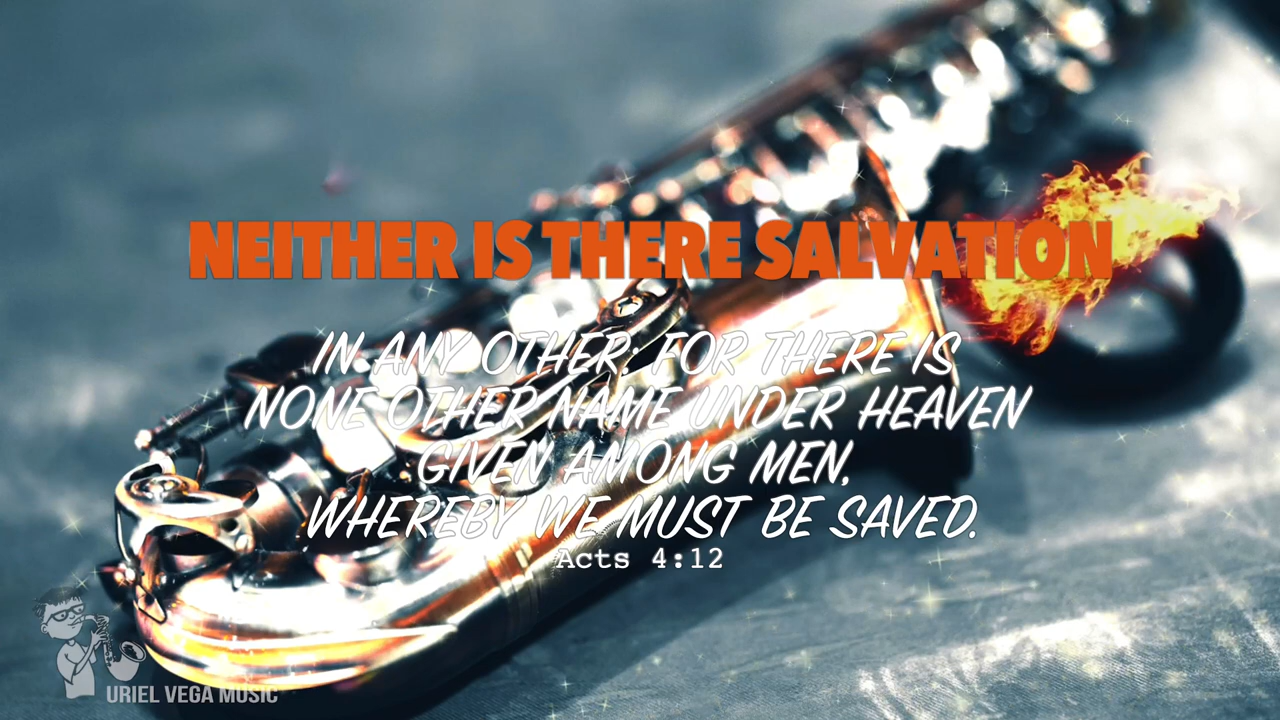 NEITHER IS THERE SALVATION
IN ANY OTHER: FOR THERE IS
NONE OTHER NAME UNDER HEAVEN
GIVEN AMONG MEN,
WHEREBY WE MUST BE SAVED.
Acts 4:12
URIEL VEGA MUSIC